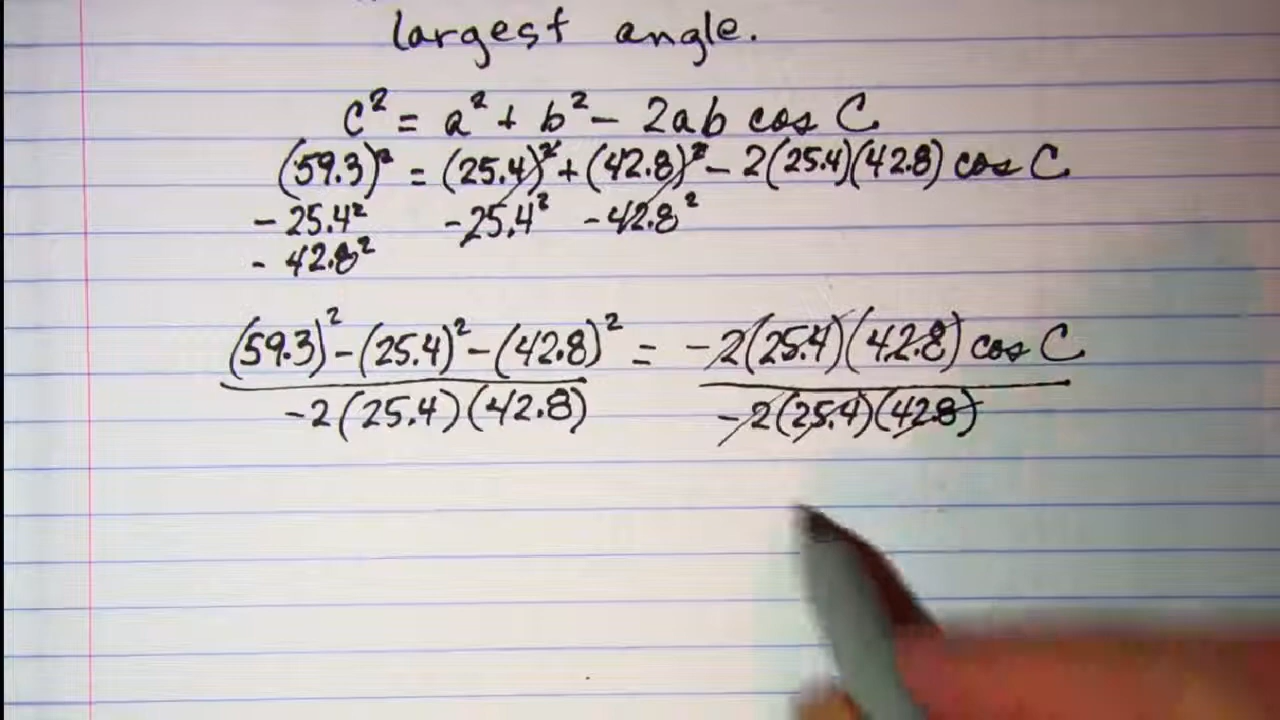 largest angle.
c² = a² + b² - 2ab cos C
(59.3)² = (25.4)² + (42.8)² - 2(25.4)(42.8) cos C
- 25.4² - 25.4² - 42.8²
- 42.8²
(59.3)² - (25.4)² - (42.8)² = -2(25.4)(42.8) cos C
-2(25.4)(42.8) -2(25.4)(42.8)